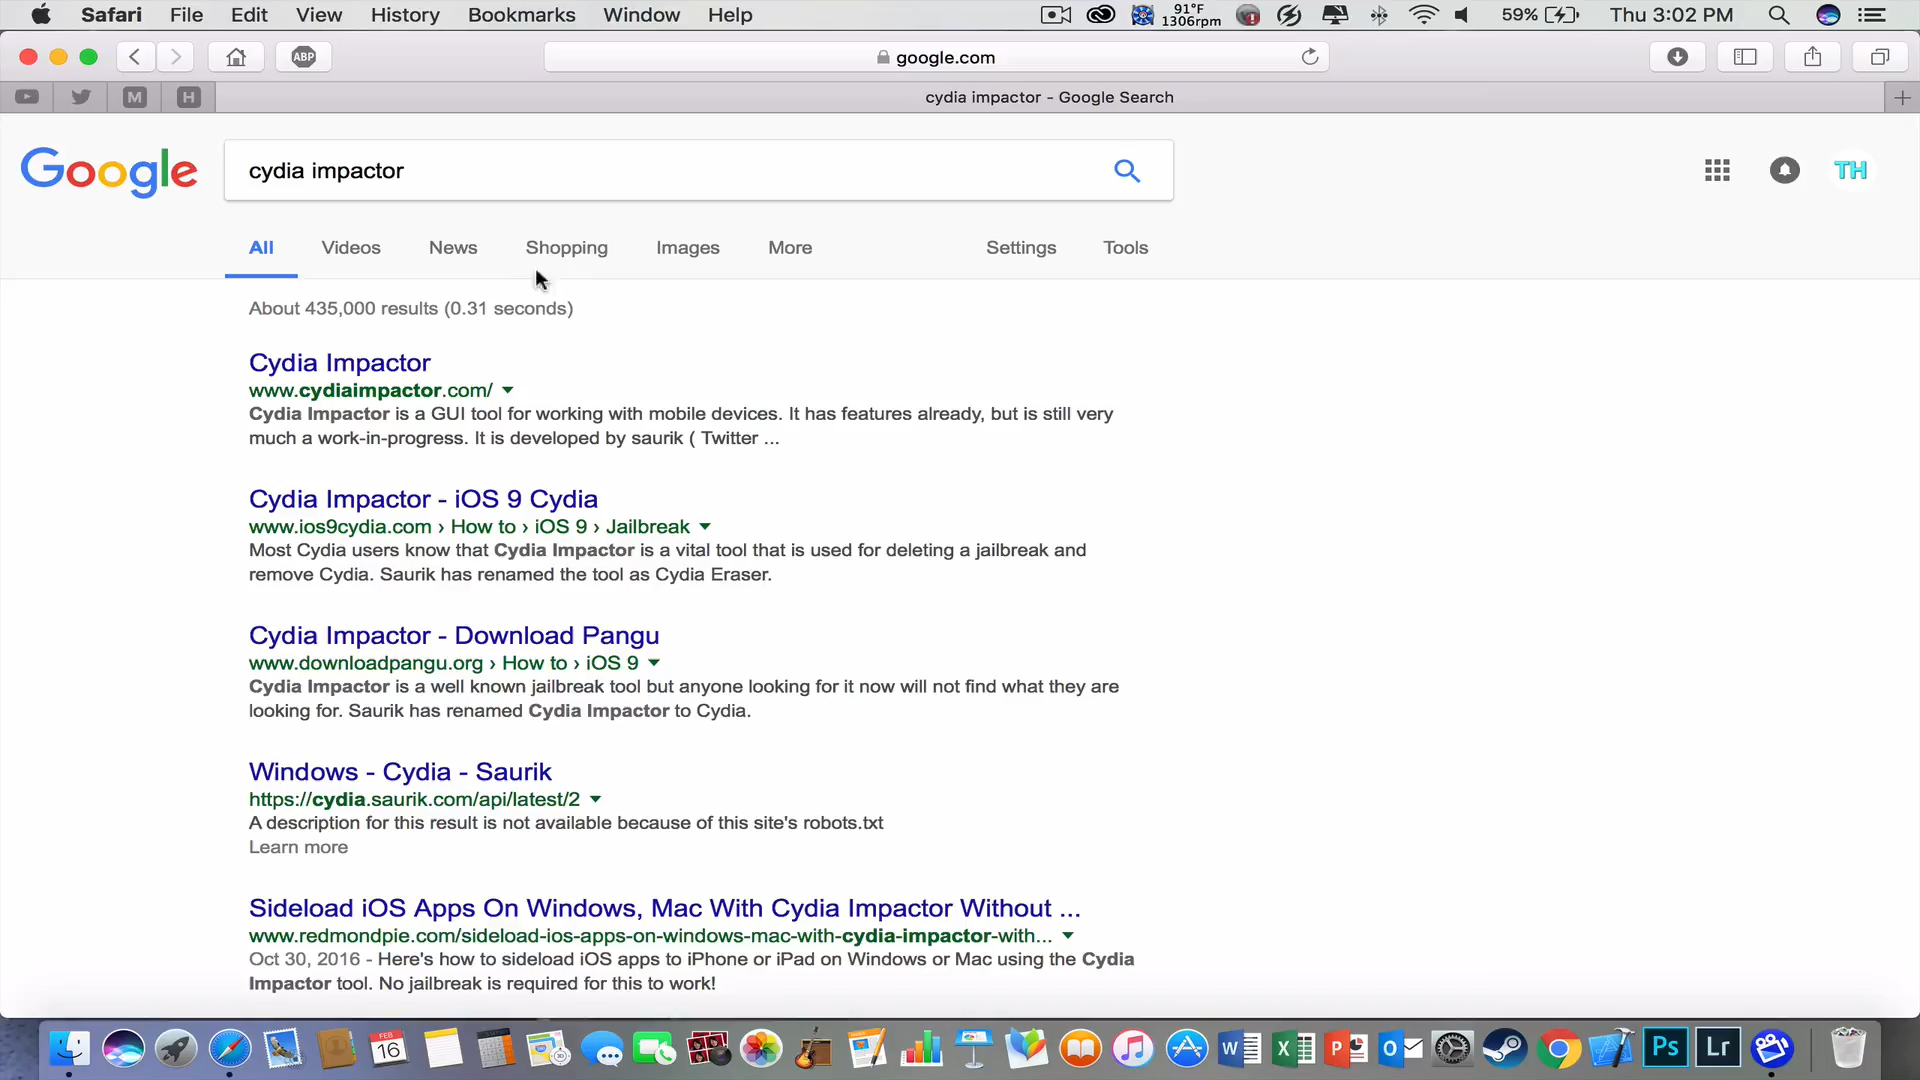 Safari File Edit View History Bookmarks Window Help
91°F
1306rpm
59%
Thu 3:02 PM
ABP
google.com
M
H
cydia impactor - Google Search
Google
cydia impactor
TH
All Videos News Shopping Images More Settings Tools
About 435,000 results (0.31 seconds)
Cydia Impactor
www.cydiaimpactor.com/
Cydia Impactor is a GUI tool for working with mobile devices. It has features already, but is still very
much a work-in-progress. It is developed by saurik ( Twitter ...
Cydia Impactor - iOS 9 Cydia
www.ios9cydia.com › How to › iOS 9 › Jailbreak
Most Cydia users know that Cydia Impactor is a vital tool that is used for deleting a jailbreak and
remove Cydia. Saurik has renamed the tool as Cydia Eraser.
Cydia Impactor - Download Pangu
www.downloadpangu.org › How to › iOS 9
Cydia Impactor is a well known jailbreak tool but anyone looking for it now will not find what they are
looking for. Saurik has renamed Cydia Impactor to Cydia.
Windows - Cydia - Saurik
https://cydia.saurik.com/api/latest/2
A description for this result is not available because of this site's robots.txt
Learn more
Sideload iOS Apps On Windows, Mac With Cydia Impactor Without ...
www.redmondpie.com/sideload-ios-apps-on-windows-mac-with-cydia-impactor-with...
Oct 30, 2016 - Here's how to sideload iOS apps to iPhone or iPad on Windows or Mac using the Cydia
Impactor tool. No jailbreak is required for this to work!
FEB
16
W
X
P
O
Ps
Lr